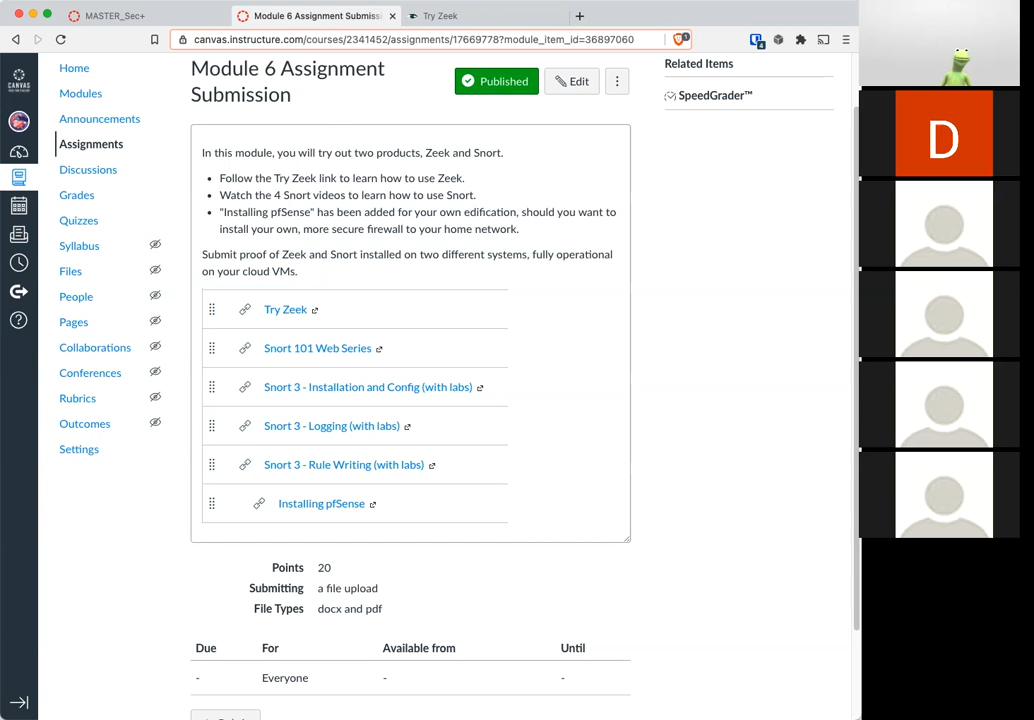 MASTER_Sec+
Module 6 Assignment Submiss
Try Zeek
canvas.instructure.com/courses/2341452/assignments/17669778?module_item_id=36897060
1
4
CANVAS
Home
Modules
Announcements
Assignments
Discussions
Grades
Quizzes
Syllabus
Files
People
Pages
Collaborations
Conferences
Rubrics
Outcomes
Settings
Module 6 Assignment
Submission
Published
Edit
Related Items
SpeedGrader™
In this module, you will try out two products, Zeek and Snort.
• Follow the Try Zeek link to learn how to use Zeek.
• Watch the 4 Snort videos to learn how to use Snort.
• "Installing pfSense" has been added for your own edification, should you want to
install your own, more secure firewall to your home network.
Submit proof of Zeek and Snort installed on two different systems, fully operational
on your cloud VMs.
Try Zeek
Snort 101 Web Series
Snort 3 - Installation and Config (with labs)
Snort 3 - Logging (with labs)
Snort 3 - Rule Writing (with labs)
Installing pfSense
Points 20
Submitting a file upload
File Types docx and pdf
Due For Available from Until
- Everyone - -
D